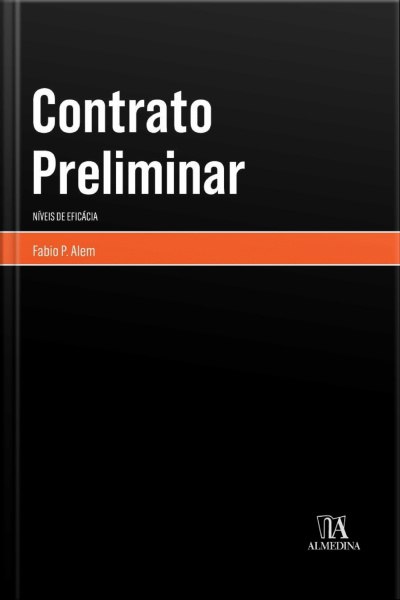 Contrato
Preliminar
NÍVEIS DE EFICÁCIA
Fabio P. Alem
ALMEDINA